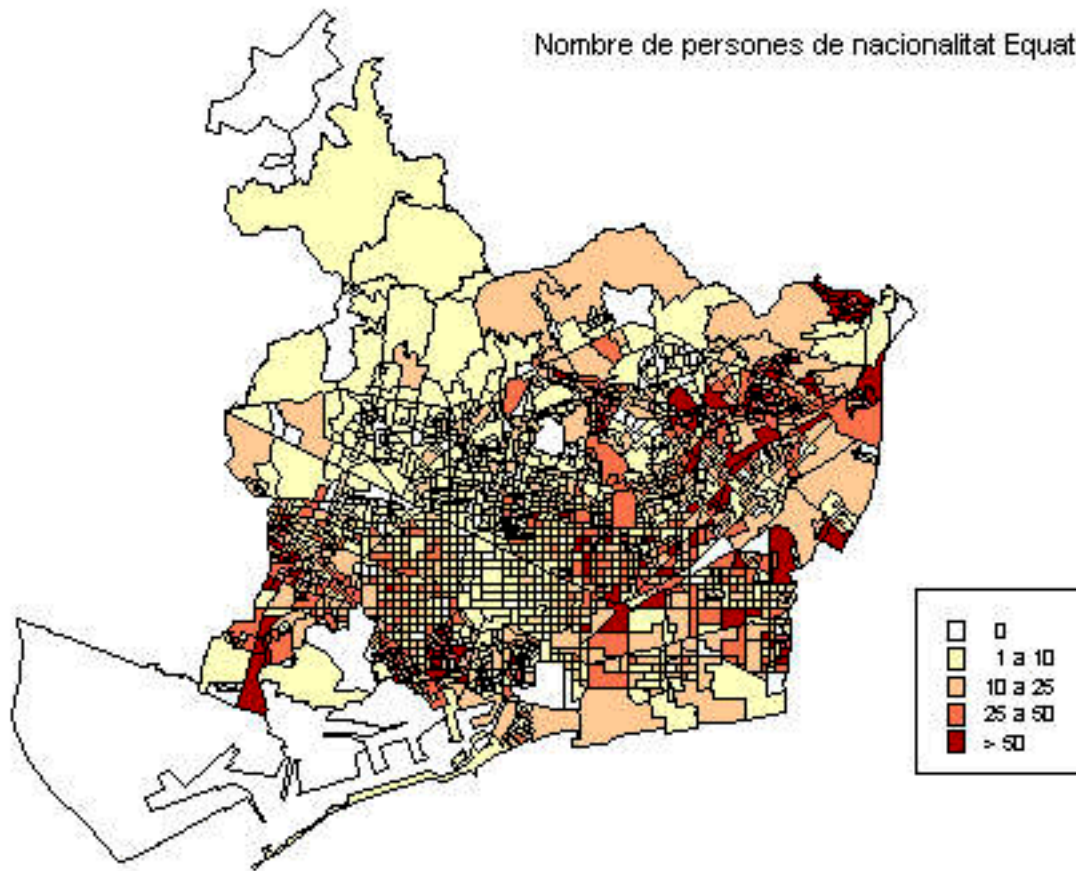 Nombre de persones de nacionalitat Equat
0
1 a 10
10 a 25
25 a 50
> 50